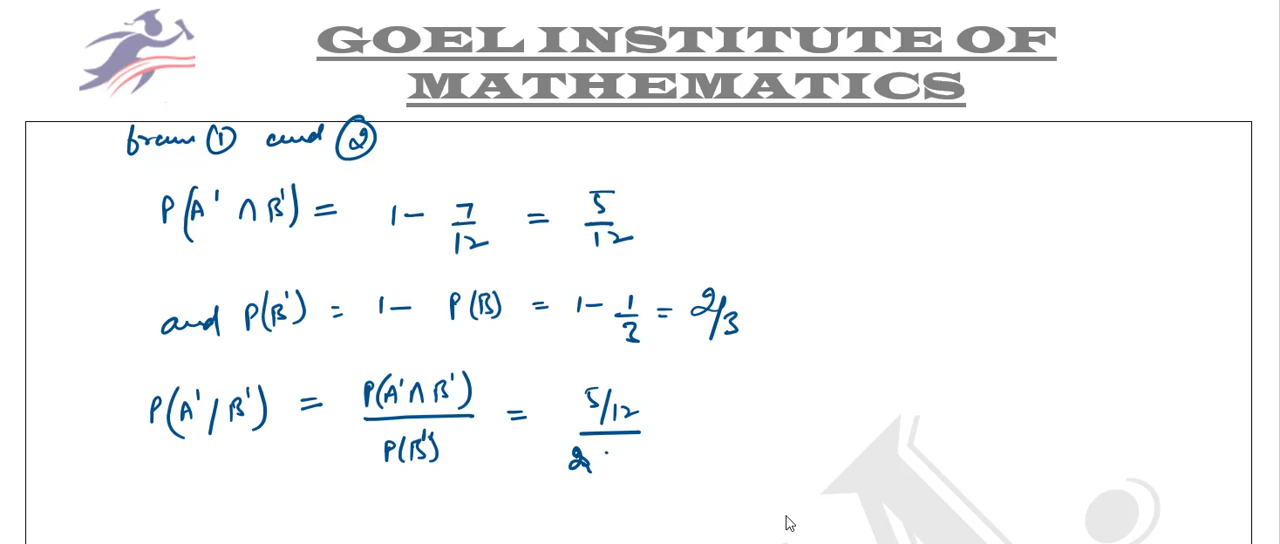 GOEL INSTITUTE OF
MATHEMATICS
from ① and ②
P(A' ∩ B') = 1 - 7/12 = 5/12
and P(B') = 1 - P(B) = 1 - 1/3 = 2/3
P(A'/B') = P(A' ∩ B')/P(B') = 5/12 / 2